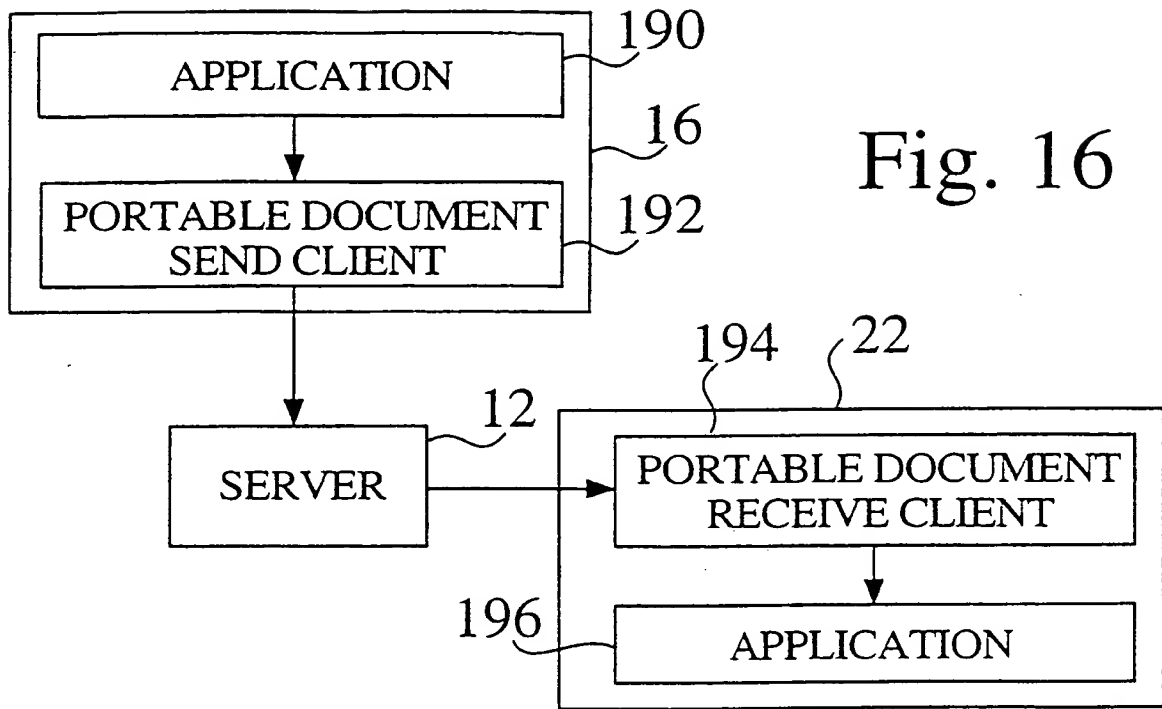 190
APPLICATION
16
Fig. 16
PORTABLE DOCUMENT
SEND CLIENT
192
194
22
12
SERVER
PORTABLE DOCUMENT
RECEIVE CLIENT
196
APPLICATION